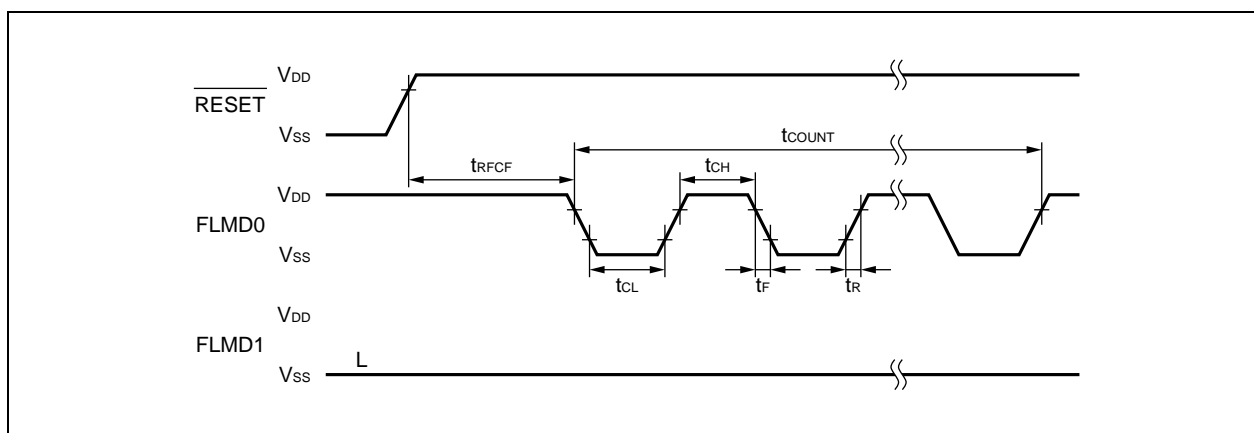 VDD
RESET
VSS
tCOUNT
tRFCF
tCH
VDD
FLMD0
VSS
tCL
tF
tR
VDD
FLMD1
L
VSS